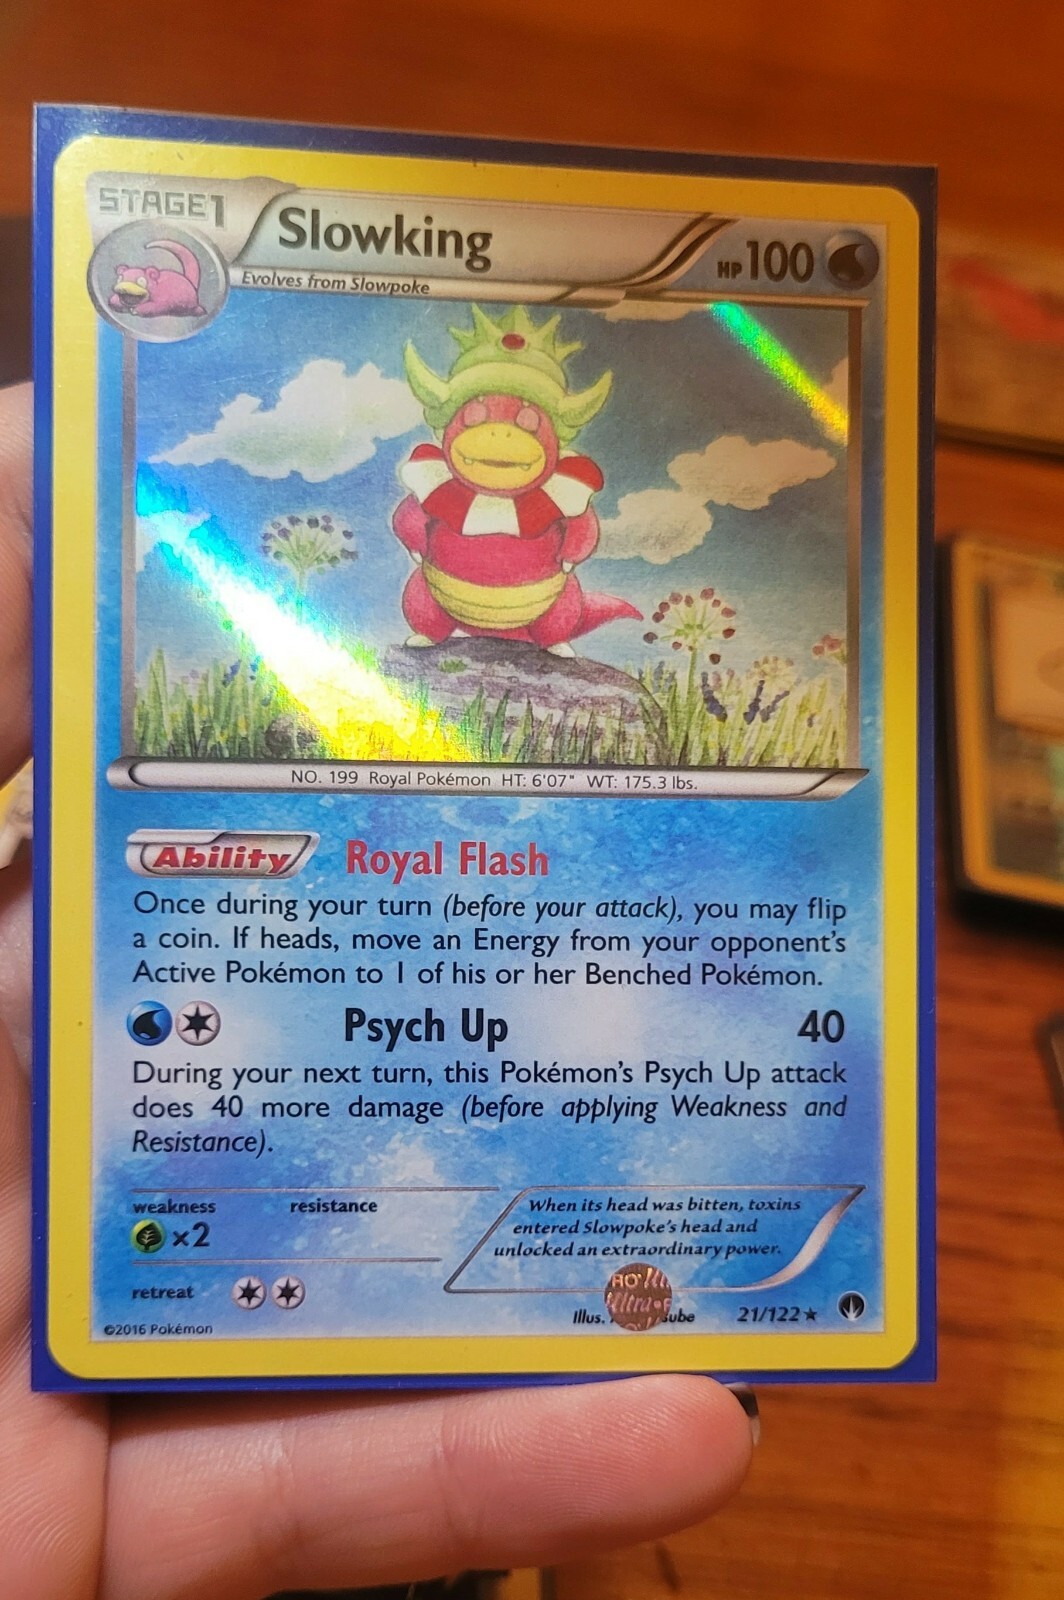 STAGE1
Slowking
HP 100
Evolves from Slowpoke
NO. 199 Royal Pokémon HT: 6'07" WT: 175.3 lbs.
Ability Royal Flash
Once during your turn (before your attack), you may flip
a coin. If heads, move an Energy from your opponent's
Active Pokémon to 1 of his or her Benched Pokémon.
Psych Up 40
During your next turn, this Pokémon's Psych Up attack
does 40 more damage (before applying Weakness and
Resistance).
weakness resistance
×2
When its head was bitten, toxins
entered Slowpoke's head and
unlocked an extraordinary power.
retreat
Illus.
21/122
©2016 Pokémon